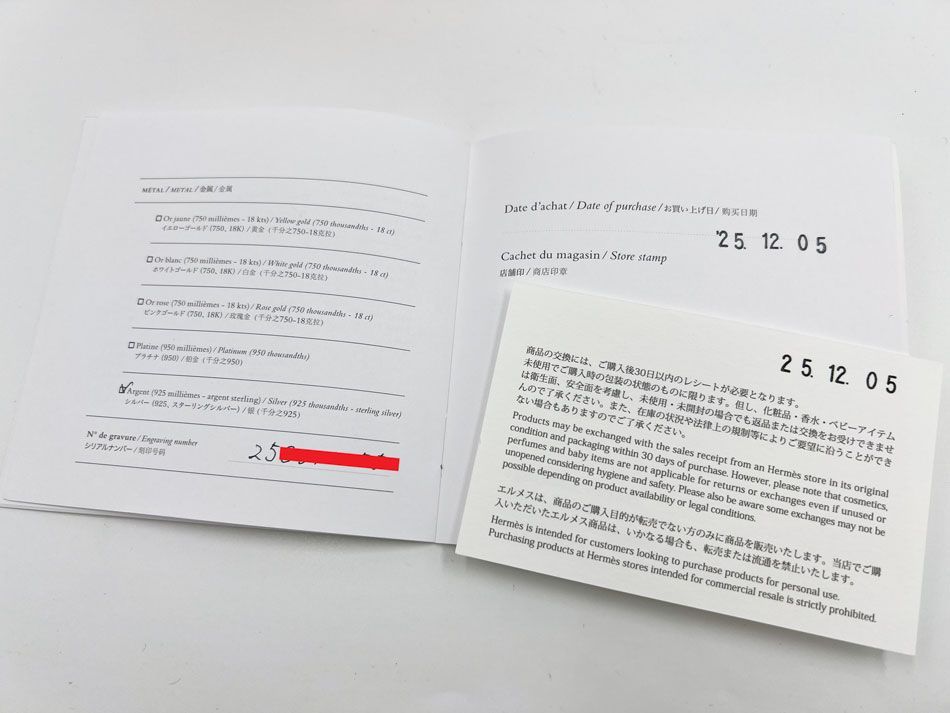 MÉTAL / METAL / 金属 / 金属
Or jaune (750 millièmes - 18 kts) / Yellow gold (750 thousandths - 18 ct)
イエローゴールド (750, 18K) / 黄金（千分之750-18克拉）
Or blanc (750 millièmes - 18 kts) / White gold (750 thousandths - 18 ct)
ホワイトゴールド (750, 18K) / 白金（千分之750-18克拉）
Or rose (750 millièmes - 18 kts) / Rose gold (750 thousandths - 18 ct)
ピンクゴールド (750, 18K) / 玫瑰金（千分之750-18克拉）
Platine (950 millièmes) / Platinum (950 thousandths)
プラチナ (950) / 铂金（千分之950）
Argent (925 millièmes - argent sterling) / Silver (925 thousandths - sterling silver)
シルバー (925, スターリングシルバー) / 银（千分之925）
N° de gravure / Engraving number
シリアルナンバー / 刻印号码
25
Date d'achat / Date of purchase / お買い上げ日 / 购买日期
'25. 12. 05
Cachet du magasin / Store stamp
店舗印 / 商店印章
25. 12. 05
商品の交換には、ご購入後30日以内のレシートが必要となります。
未使用でご購入時の包装の状態のものに限ります。但し、化粧品・香水・ベビーアイテム
は衛生面、安全面を考慮し、未使用・未開封の場合でも返品または交換をお受けできませ
んので了承ください。また、在庫の状況や法律上の規制等によりご要望に沿うことができ
ない場合もありますのでご了承ください。
Products may be exchanged with the sales receipt from an Hermès store in its original
condition and packaging within 30 days of purchase. However, please note that cosmetics,
perfumes and baby items are not applicable for returns or exchanges even if unused or
unopened considering hygiene and safety. Please also be aware some exchanges may not be
possible depending on product availability or legal conditions.
エルメスは、商品のご購入目的が転売でない方のみに商品を販売いたします。当店でご購
入いただいたエルメス商品は、いかなる場合も、転売または流通を禁止いたします。
Hermès is intended for customers looking to purchase products for personal use.
Purchasing products at Hermès stores intended for commercial resale is strictly prohibited.